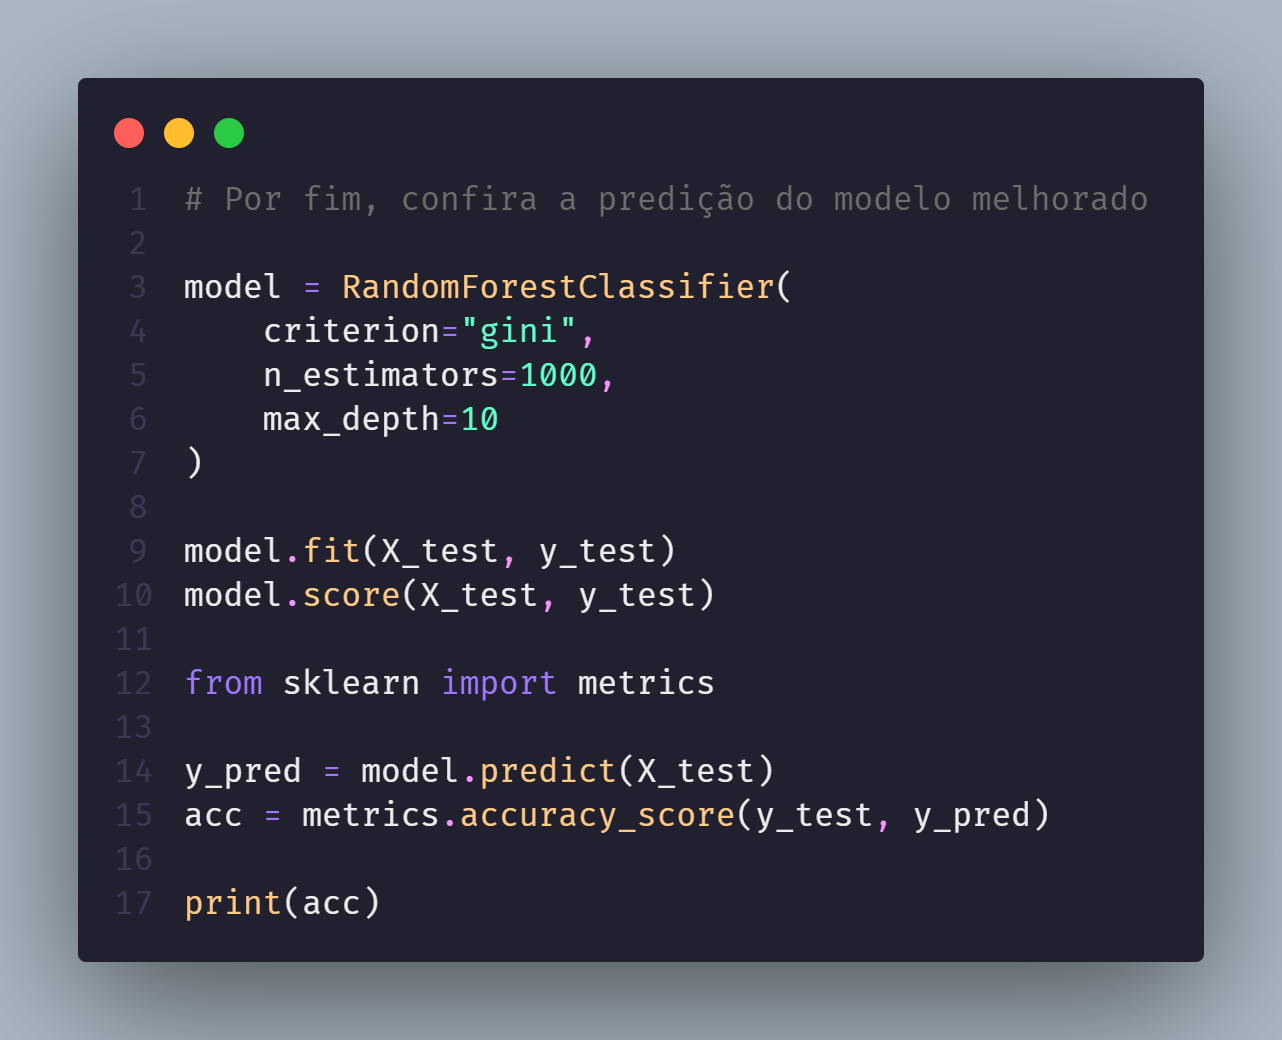 1 # Por fim, confira a predição do modelo melhorado
2
3 model = RandomForestClassifier(
4     criterion="gini",
5     n_estimators=1000,
6     max_depth=10
7 )
8
9 model.fit(X_test, y_test)
10 model.score(X_test, y_test)
11
12 from sklearn import metrics
13
14 y_pred = model.predict(X_test)
15 acc = metrics.accuracy_score(y_test, y_pred)
16
17 print(acc)